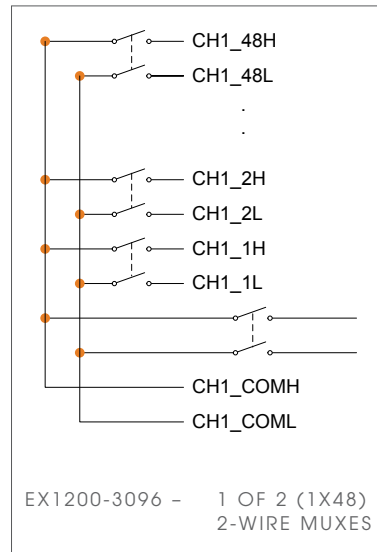 CH1_48H
CH1_48L
.
.
CH1_2H
CH1_2L
CH1_1H
CH1_1L
CH1_COMH
CH1_COML
EX1200-3096 – 1 OF 2 (1X48)
2-WIRE MUXES